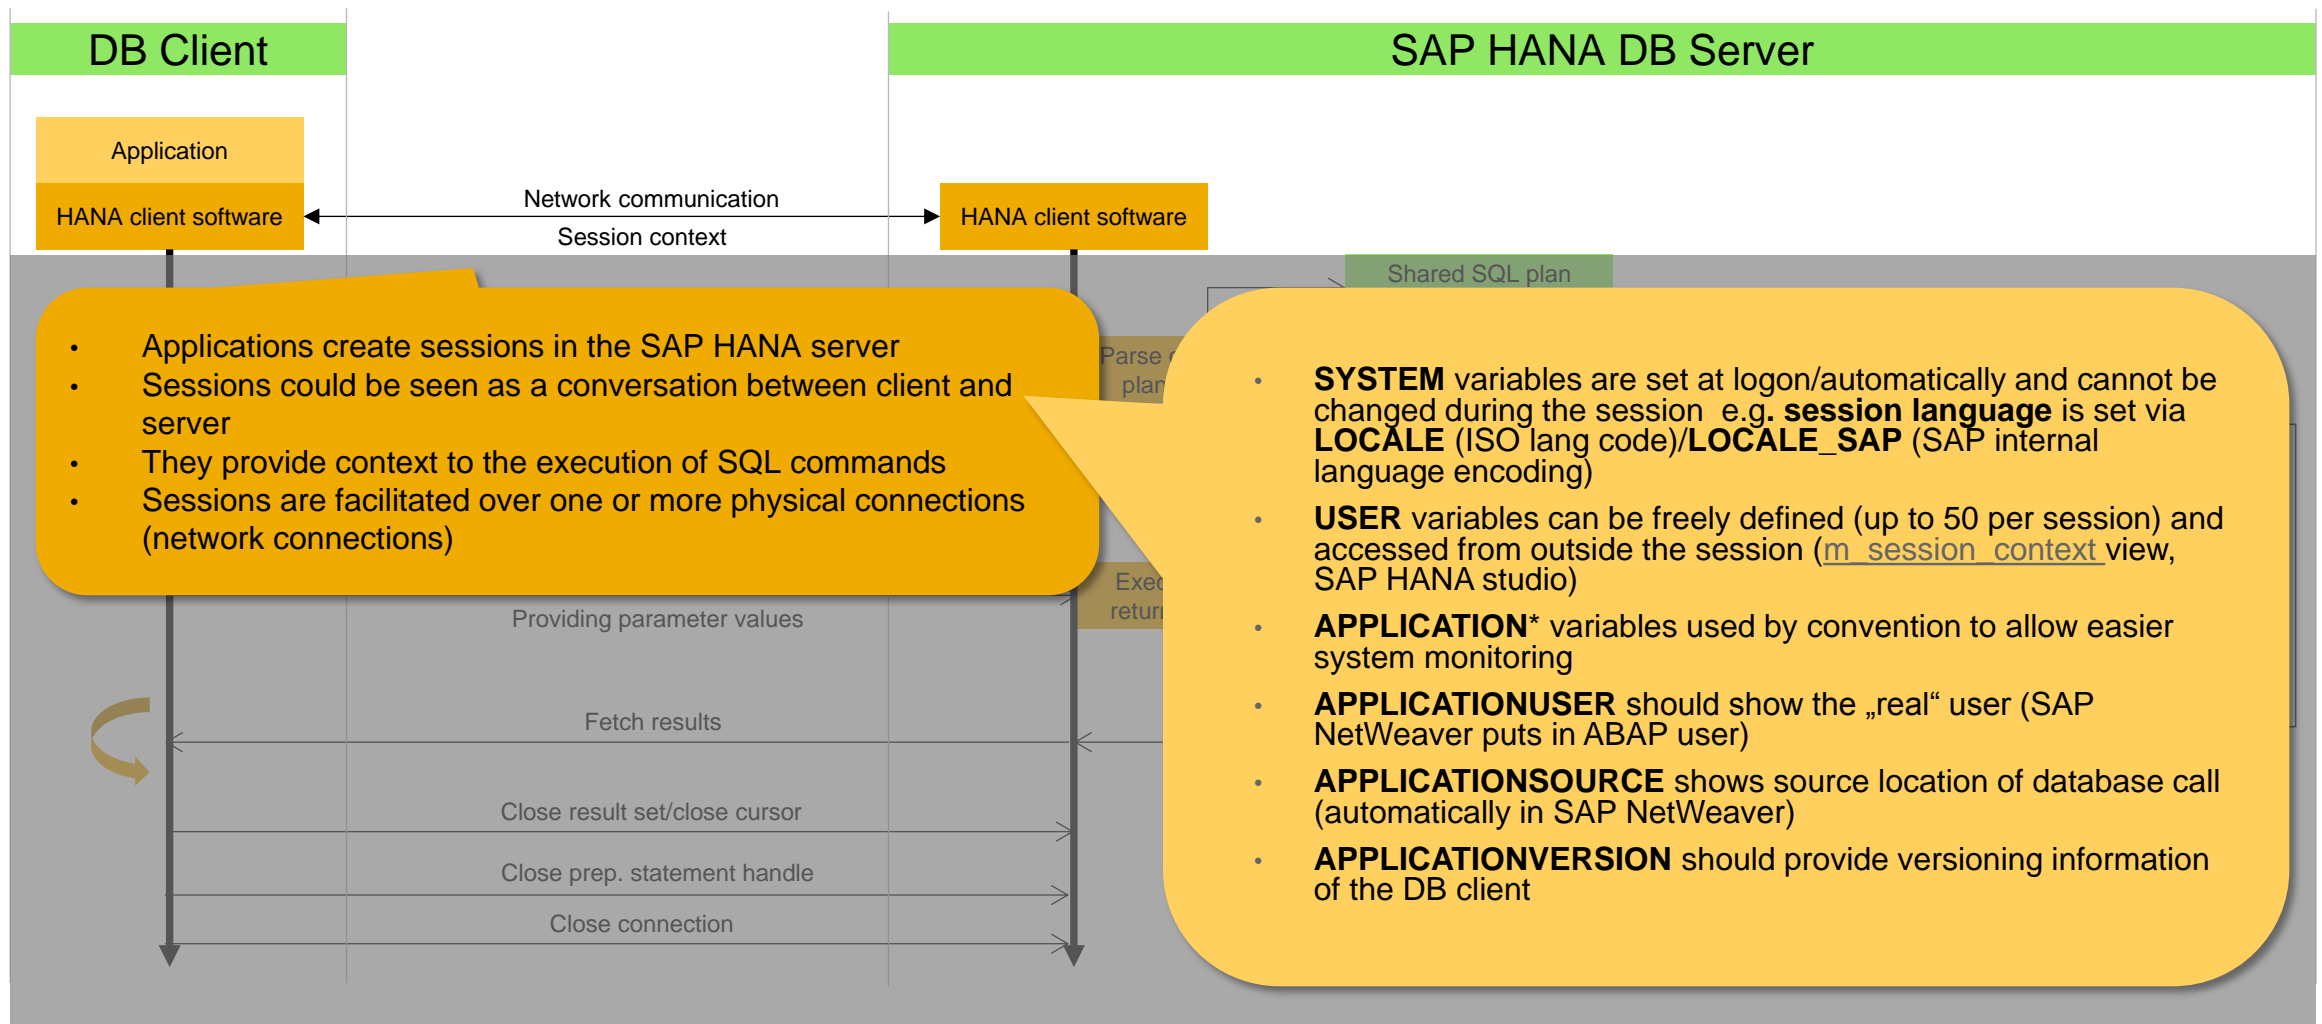 DB Client
SAP HANA DB Server
Application
HANA client software
Network communication
Session context
HANA client software
Shared SQL plan
• Applications create sessions in the SAP HANA server
• Sessions could be seen as a conversation between client and
server
• They provide context to the execution of SQL commands
• Sessions are facilitated over one or more physical connections
(network connections)
Parse
plan
• SYSTEM variables are set at logon/automatically and cannot be
changed during the session e.g. session language is set via
LOCALE (ISO lang code)/LOCALE_SAP (SAP internal
language encoding)
• USER variables can be freely defined (up to 50 per session) and
accessed from outside the session (m_session_context view,
SAP HANA studio)
• APPLICATION* variables used by convention to allow easier
system monitoring
• APPLICATIONUSER should show the „real“ user (SAP
NetWeaver puts in ABAP user)
• APPLICATIONSOURCE shows source location of database call
(automatically in SAP NetWeaver)
• APPLICATIONVERSION should provide versioning information
of the DB client
Providing parameter values
Fetch results
Close result set/close cursor
Close prep. statement handle
Close connection